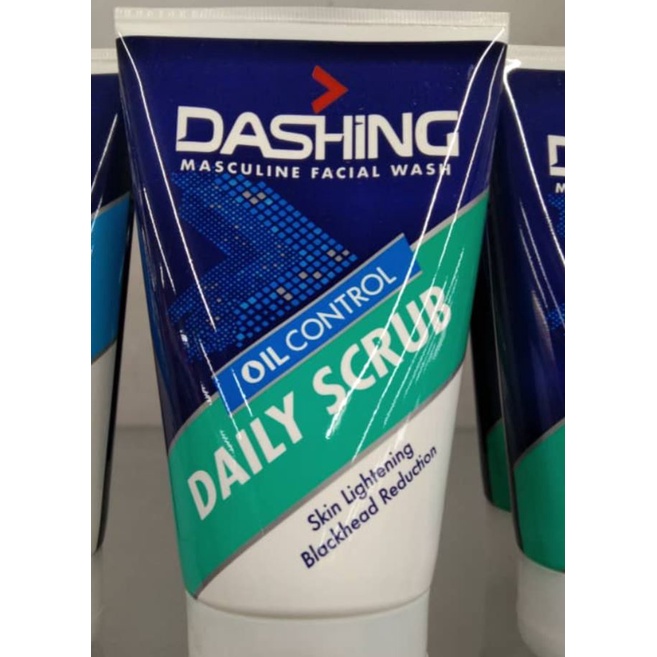 DASHiNG
MASCULINE FACIAL WASH
OIL CONTROL
DAILY SCRUB
Skin Lightening
Blackhead Reduction